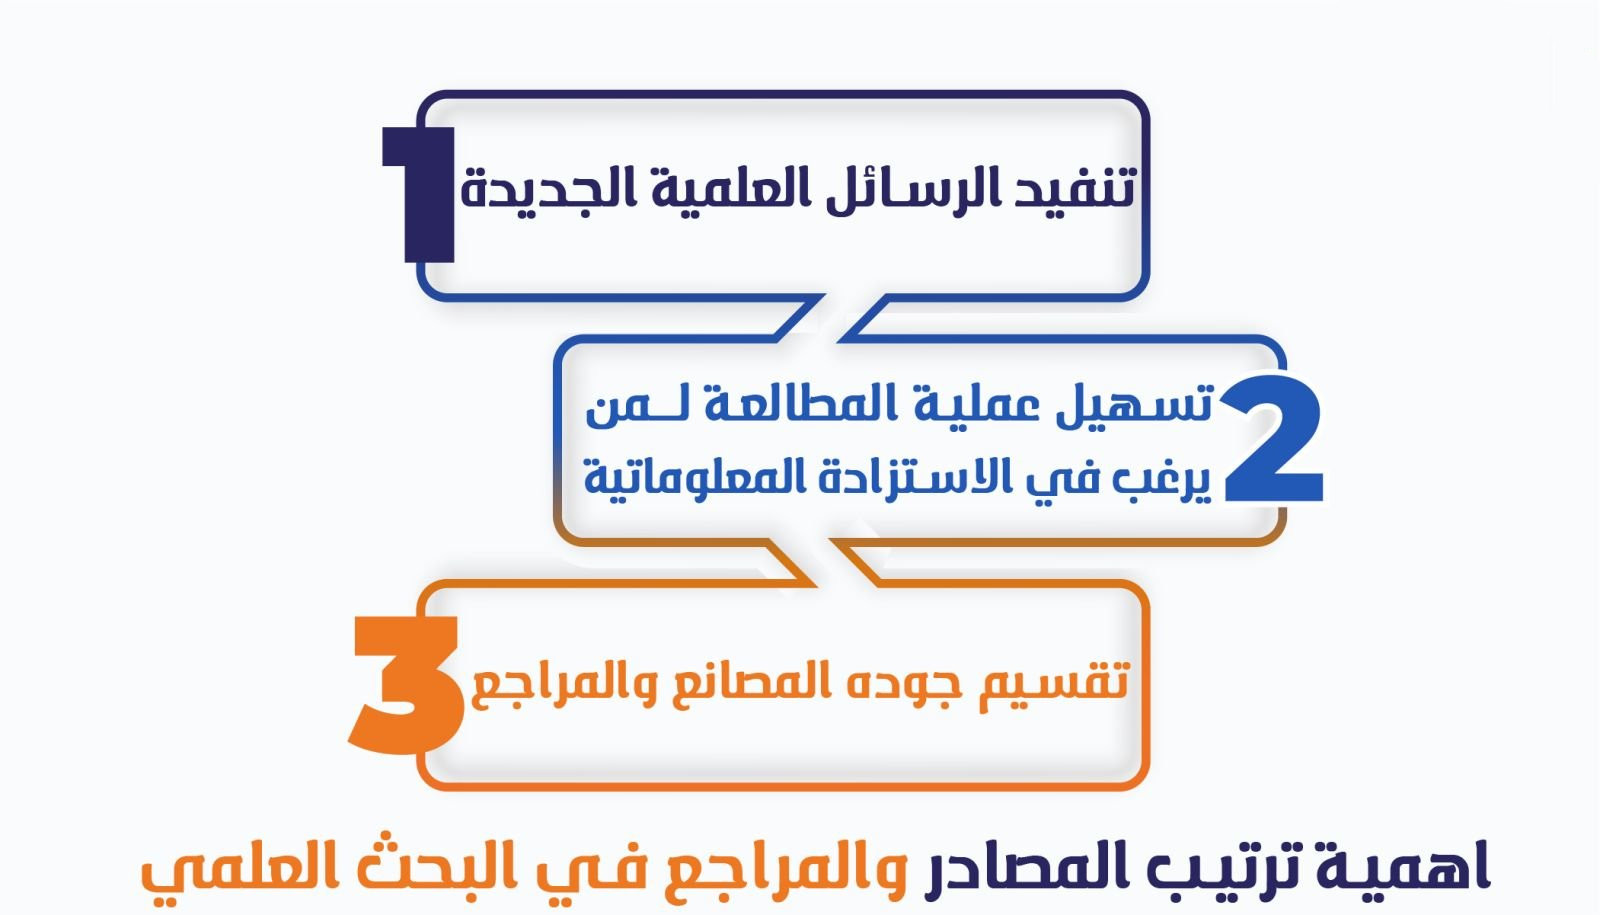 1
تنفيد الرسائل العلمية الجديدة
2
تسهيل عملية المطالعة لـمن
يرغب في الاستزادة المعلوماتية
3
تقسيم جوده المصانع والمراجع
اهمية ترتيب المصادر والمراجع في البحث العلمي